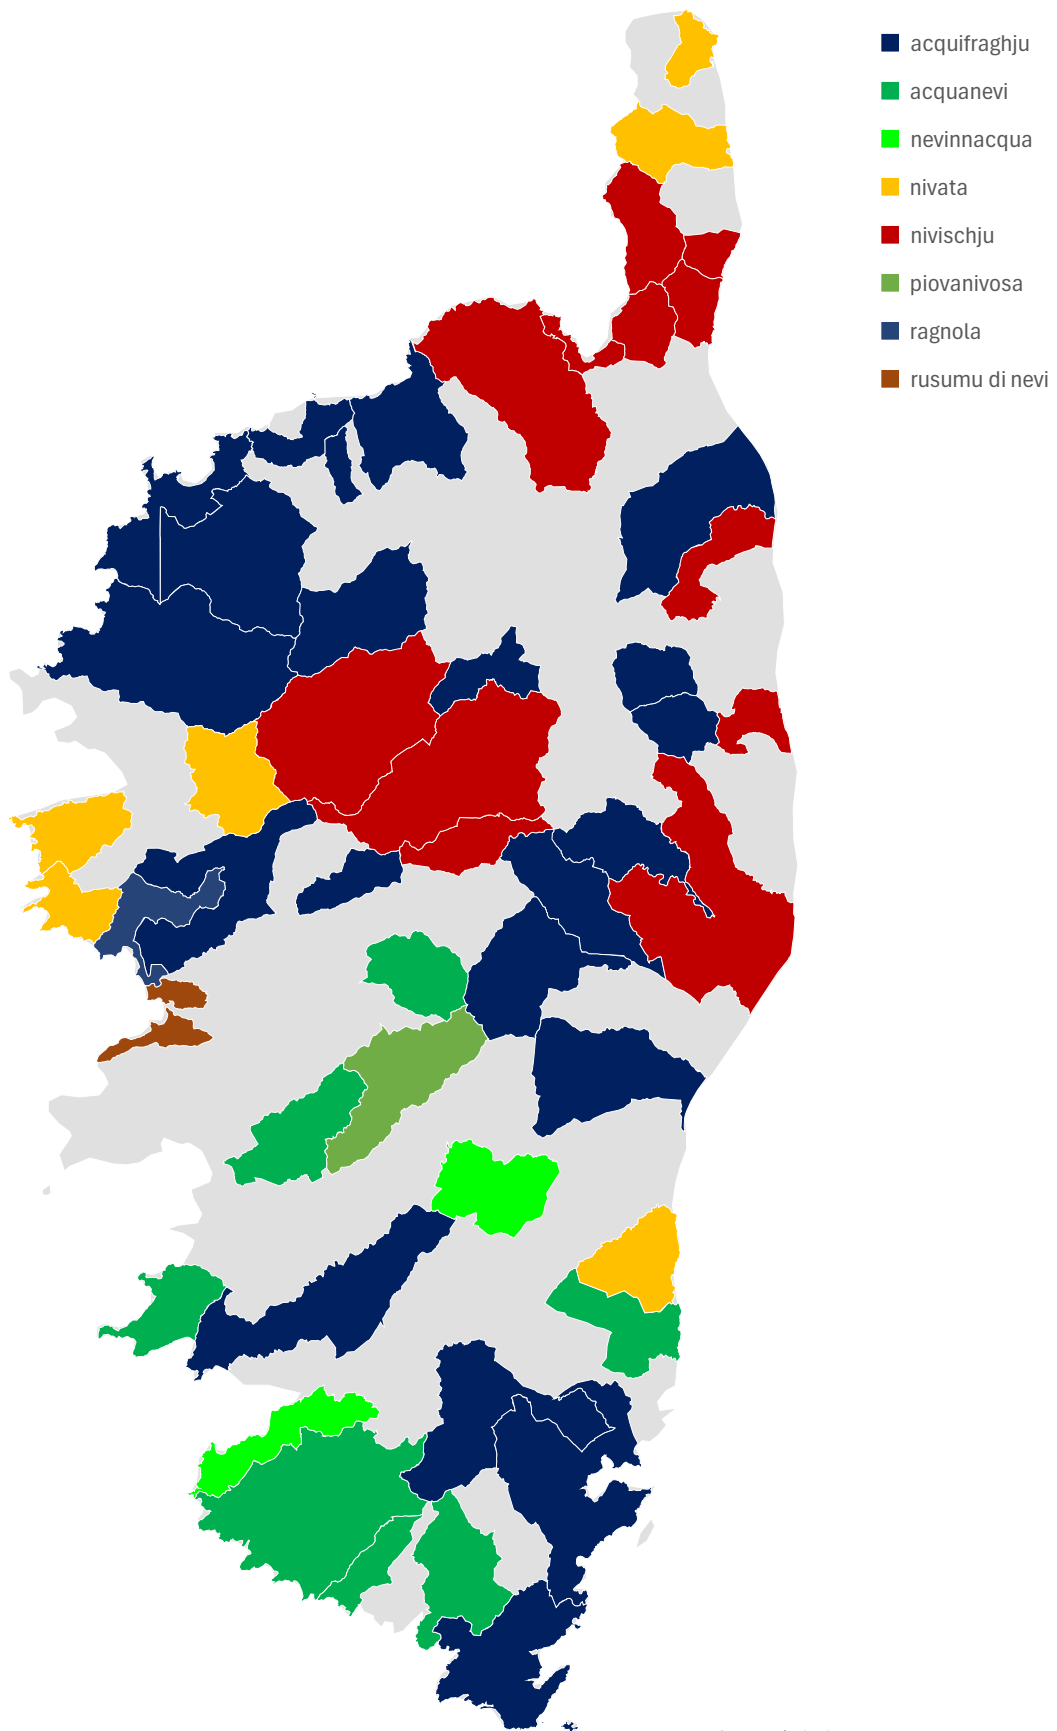 acquifraghju
acquanevi
nevinnacqua
nivata
nivischju
piovanivosa
ragnola
rusumu di nevi